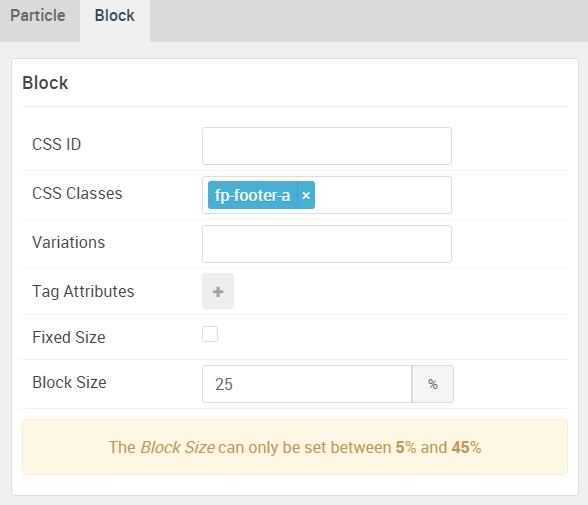 Particle Block
Block
CSS ID
CSS Classes fp-footer-a ×
Variations
Tag Attributes +
Fixed Size
Block Size 25 %
The Block Size can only be set between 5% and 45%